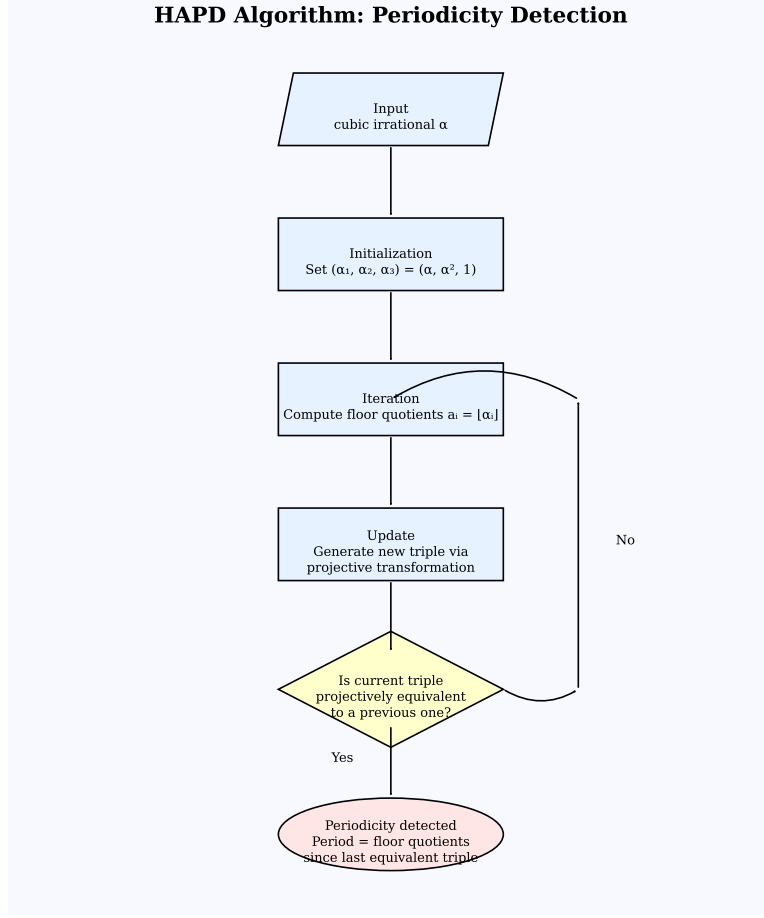 HAPD Algorithm: Periodicity Detection
Input
cubic irrational α
Initialization
Set (α₁, α₂, α₃) = (α, α², 1)
Iteration
Compute floor quotients aᵢ = ⌊αᵢ⌋
Update
Generate new triple via
projective transformation
No
Is current triple
projectively equivalent
to a previous one?
Yes
Periodicity detected
Period = floor quotients
since last equivalent triple